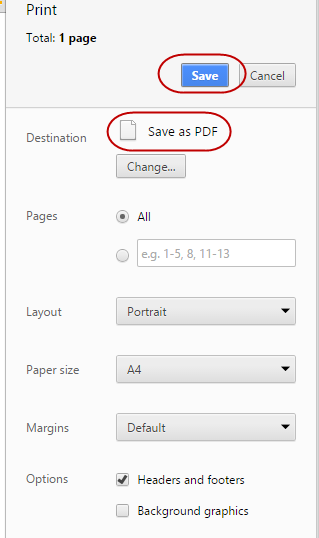 Print
Total: 1 page
Save Cancel
Destination Save as PDF
Change...
Pages All
e.g. 1-5, 8, 11-13
Layout Portrait
Paper size A4
Margins Default
Options Headers and footers
Background graphics